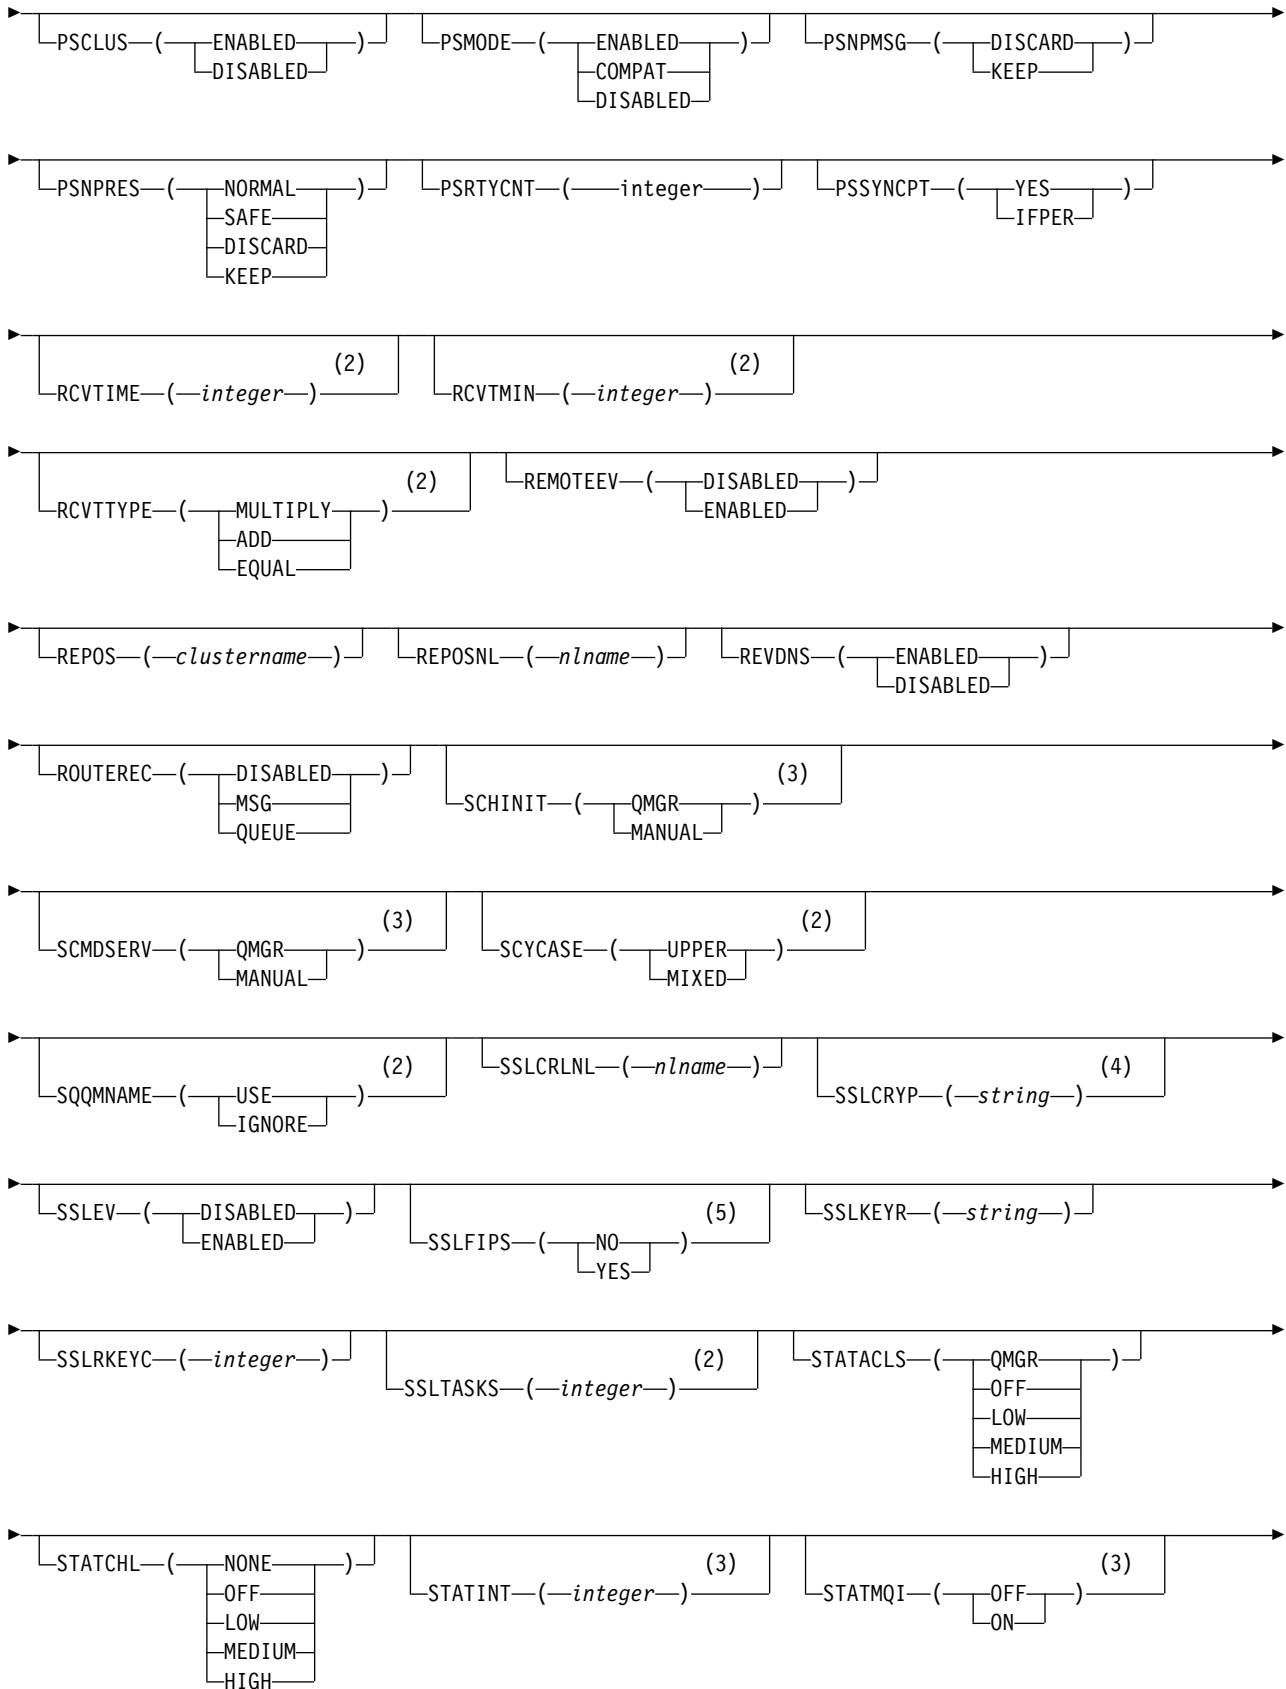 PSCLUS ( ENABLED )
DISABLED
PSMODE ( ENABLED )
COMPAT
DISABLED
PSNPMSG ( DISCARD )
KEEP
PSNPRES ( NORMAL )
SAFE
DISCARD
KEEP
PSRTYCNT ( integer )
PSSYNCPT ( YES )
IFPER
(2)
RCVTIME ( integer )
(2)
RCVTMIN ( integer )
(2)
RCVTTYPE ( MULTIPLY )
ADD
EQUAL
REMOTEEV ( DISABLED )
ENABLED
REPOS ( clustername )
REPOSNL ( nlname )
REVDNS ( ENABLED )
DISABLED
ROUTEREC ( DISABLED )
MSG
QUEUE
(3)
SCHINIT ( QMGR )
MANUAL
(3)
SCMDSERV ( QMGR )
MANUAL
(2)
SCYCASE ( UPPER )
MIXED
(2)
SQQMNAME ( USE )
IGNORE
SSLCRLNL ( nlname )
(4)
SSLCRYP ( string )
SSLEV ( DISABLED )
ENABLED
(5)
SSLFIPS ( NO )
YES
SSLKEYR ( string )
SSLRKEYC ( integer )
(2)
SSLTASKS ( integer )
STATACLS ( QMGR )
OFF
LOW
MEDIUM
HIGH
STATCHL ( NONE )
OFF
LOW
MEDIUM
HIGH
(3)
STATINT ( integer )
(3)
STATMQI ( OFF )
ON